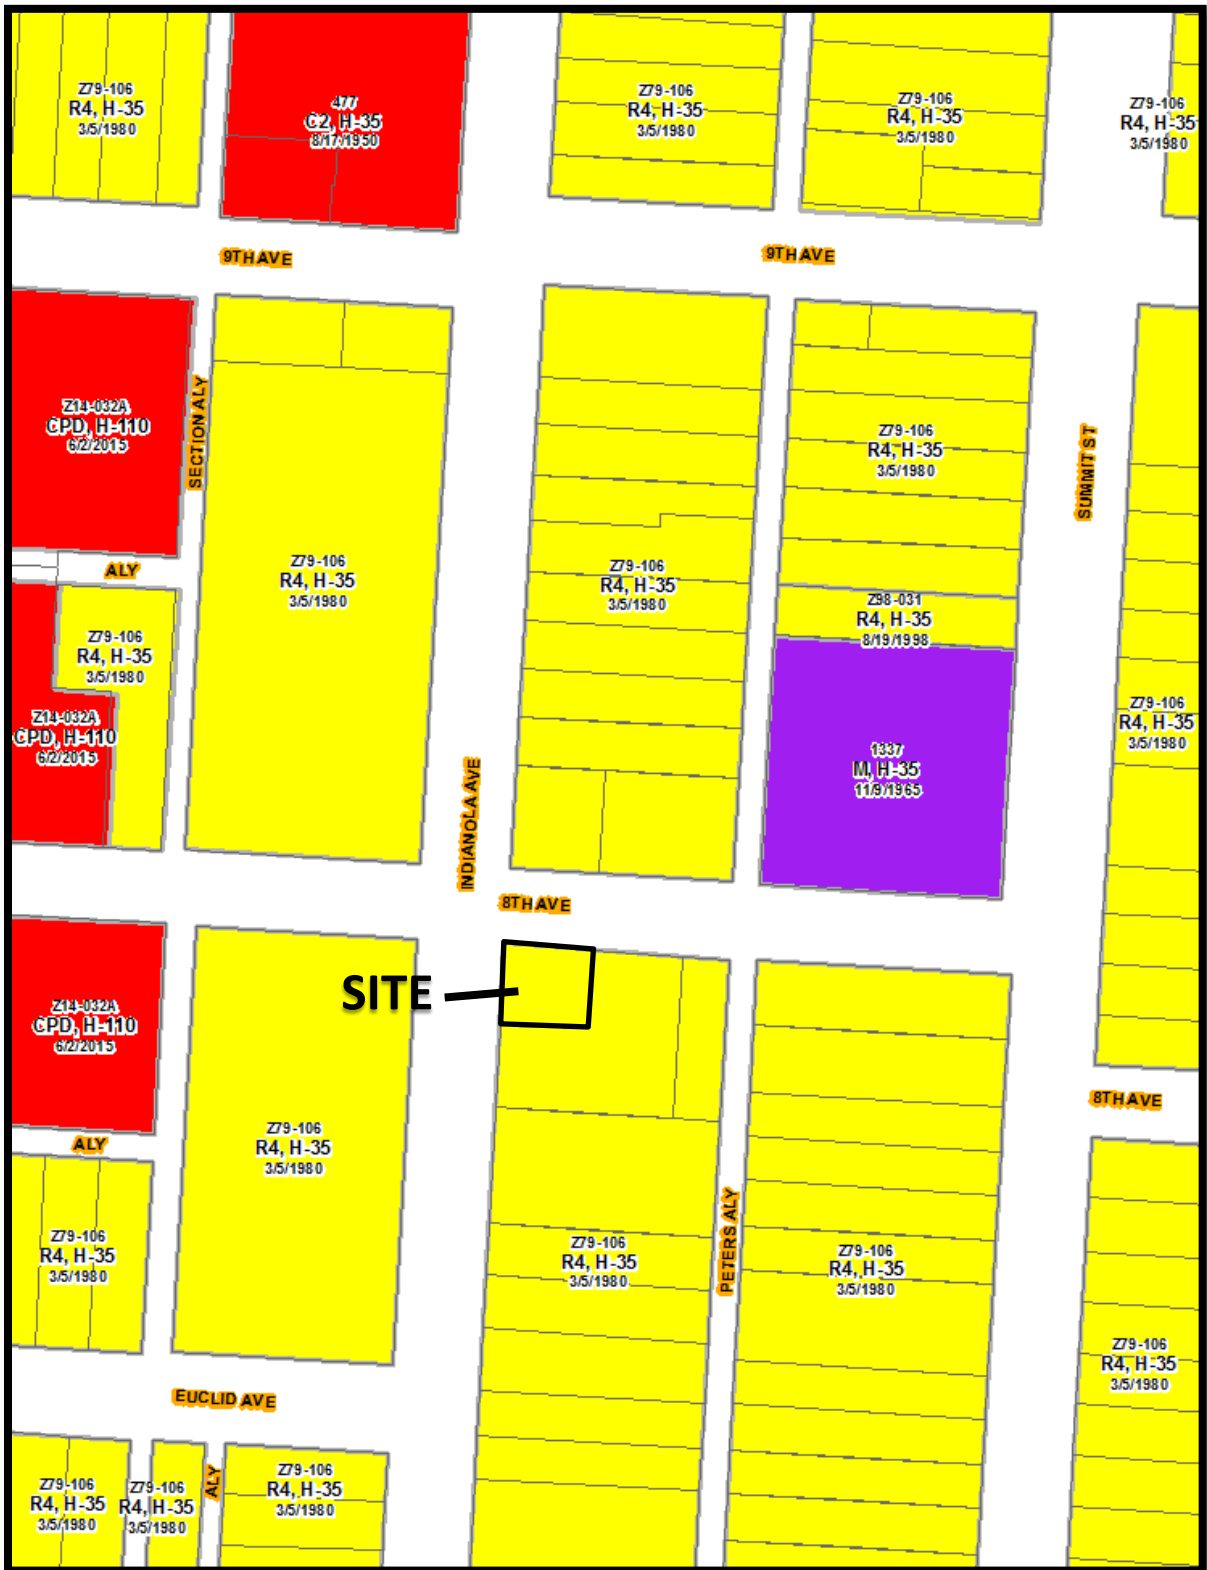 Z79-106
R4, H-35
3/5/1980
477
C2, H-35
8/17/1950
Z79-106
R4, H-35
3/5/1980
Z79-106
R4, H-35
3/5/1980
Z79-106
R4, H-35
3/5/1980
9TH AVE
9TH AVE
Z14-032A
CPD, H-110
6/2/2015
SECTION ALY
Z79-106
R4, H-35
3/5/1980
SUMMIT ST
ALY
Z79-106
R4, H-35
3/5/1980
Z79-106
R4, H-35
3/5/1980
Z98-031
R4, H-35
8/19/1998
Z79-106
R4, H-35
3/5/1980
Z14-032A
CPD, H-110
6/2/2015
Z79-106
R4, H-35
3/5/1980
1337
M, H-35
11/9/1965
INDIANOLA AVE
8TH AVE
SITE
Z14-032A
CPD, H-110
6/2/2015
8TH AVE
ALY
Z79-106
R4, H-35
3/5/1980
Z79-106
R4, H-35
3/5/1980
Z79-106
R4, H-35
3/5/1980
PETERS ALY
Z79-106
R4, H-35
3/5/1980
Z79-106
R4, H-35
3/5/1980
EUCLID AVE
Z79-106
R4, H-35
3/5/1980
Z79-106
R4, H-35
3/5/1980
ALY
Z79-106
R4, H-35
3/5/1980